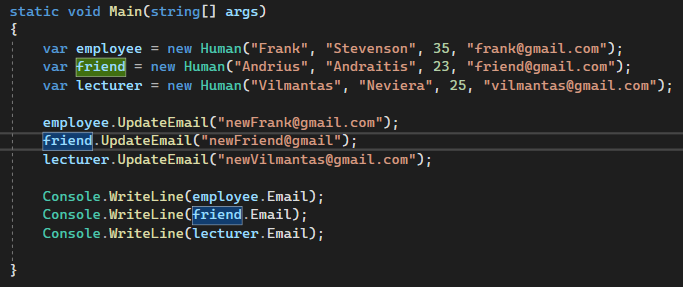 static void Main(string[] args)
{
    var employee = new Human("Frank", "Stevenson", 35, "frank@gmail.com");
    var friend = new Human("Andrius", "Andraitis", 23, "friend@gmail.com");
    var lecturer = new Human("Vilmantas", "Neviera", 25, "vilmantas@gmail.com");

    employee.UpdateEmail("newFrank@gmail.com");
    friend.UpdateEmail("newFriend@gmail");
    lecturer.UpdateEmail("newVilmantas@gmail.com");

    Console.WriteLine(employee.Email);
    Console.WriteLine(friend.Email);
    Console.WriteLine(lecturer.Email);

}